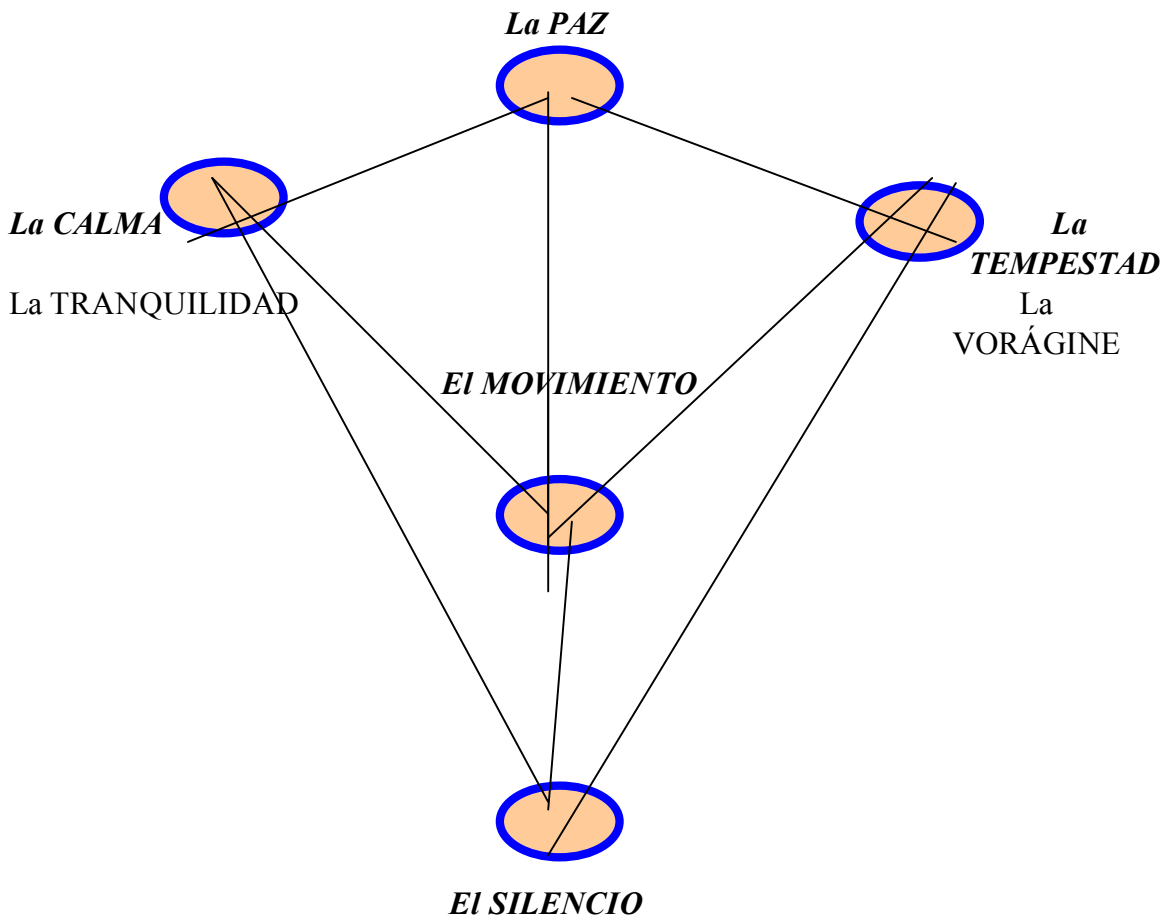 La PAZ
La CALMA
La TRANQUILIDAD
La
TEMPESTAD
La
VORÁGINE
El MOVIMIENTO
El SILENCIO